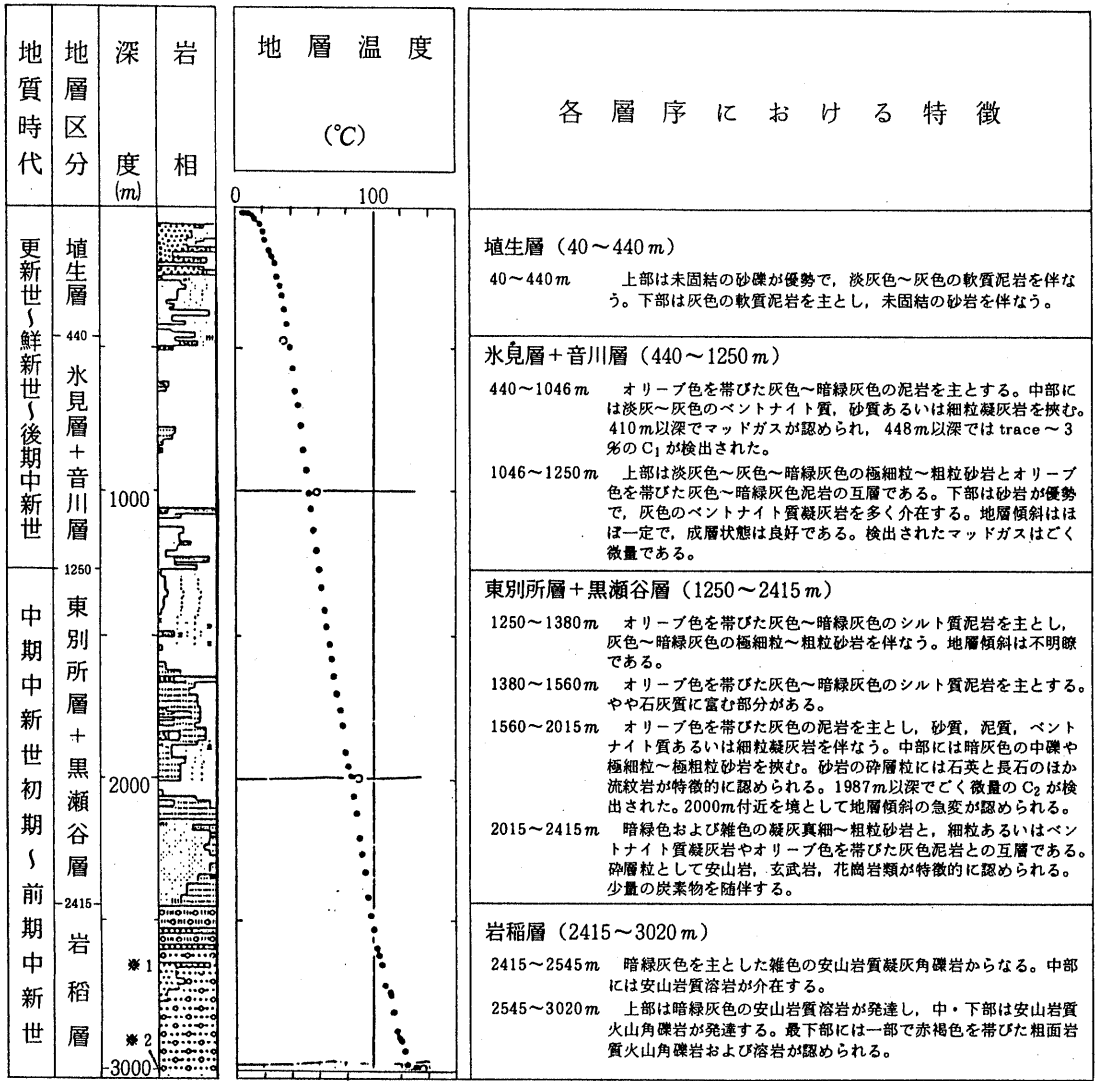 地質時代
地層区分
深度(m)
岩相
地層温度
(℃)
各層序における特徴
0 100
更新世～鮮新世～後期中新世
中期中新世初期～前期中新世
埴生層
440
氷見層＋音川層
1250
東別所層＋黒瀬谷層
2415
岩稲層
1000
2000
※1
※2
3000
埴生層（40～440m）
40～440m 上部は未固結の砂礫が優勢で，淡灰色～灰色の軟質泥岩を伴な
う。下部は灰色の軟質泥岩を主とし，未固結の砂岩を伴なう。
氷見層＋音川層（440～1250m）
440～1046m オリーブ色を帯びた灰色～暗緑灰色の泥岩を主とする。中部に
は淡灰～灰色のベントナイト質，砂質あるいは細粒凝灰岩を挾む。
410m以深でマッドガスが認められ，448m以深では trace～3
%のC₁が検出された。
1046～1250m 上部は淡灰色～灰色～暗緑灰色の極細粒～粗粒砂岩とオリーブ
色を帯びた灰色～暗緑灰色泥岩の互層である。下部は砂岩が優勢
で，灰色のベントナイト質凝灰岩を多く介在する。地層傾斜はほ
ぼ一定で，成層状態は良好である。検出されたマッドガスはごく
微量である。
東別所層＋黒瀬谷層（1250～2415m）
1250～1380m オリーブ色を帯びた灰色～暗緑灰色のシルト質泥岩を主とし，
灰色～暗緑灰色の極細粒～粗粒砂岩を伴なう。地層傾斜は不明瞭
である。
1380～1560m オリーブ色を帯びた灰色～暗緑灰色のシルト質泥岩を主とする。
やや石灰質に富む部分がある。
1560～2015m オリーブ色を帯びた灰色の泥岩を主とし，砂質，泥質，ベント
ナイト質あるいは細粒凝灰岩を伴なう。中部には暗灰色の中礫や
極細粒～極粗粒砂岩を挾む。砂岩の砕屑粒には石英と長石のほか
流紋岩が特徴的に認められる。1987m以深でごく微量のC₂が検
出された。2000m付近を境として地層傾斜の急変が認められる。
2015～2415m 暗緑色および雑色の凝灰真細～粗粒砂岩と，細粒あるいはベン
トナイト質凝灰岩やオリーブ色を帯びた灰色泥岩との互層である。
砕屑粒として安山岩，玄武岩，花崗岩類が特徴的に認められる。
少量の炭素物を随伴する。
岩稲層（2415～3020m）
2415～2545m 暗緑灰色を主とした雑色の安山岩質凝灰角礫岩からなる。中部
には安山岩質溶岩が介在する。
2545～3020m 上部は暗緑灰色の安山岩質溶岩が発達し，中・下部は安山岩質
火山角礫岩が発達する。最下部には一部で赤褐色を帯びた粗面岩
質火山角礫岩および溶岩が認められる。